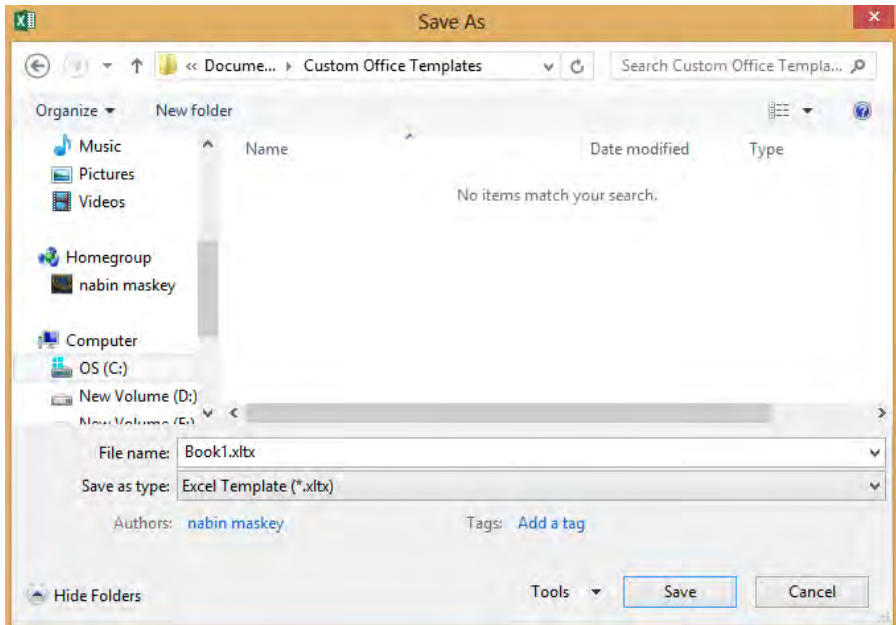 Save As
« Docume... Custom Office Templates Search Custom Office Templa...
Organize New folder
Music Name Date modified Type
Pictures No items match your search.
Videos
Homegroup
nabin maskey
Computer
OS (C:)
New Volume (D:)
File name: Book1.xltx
Save as type: Excel Template (*.xltx)
Authors: nabin maskey Tags: Add a tag
Hide Folders Tools Save Cancel